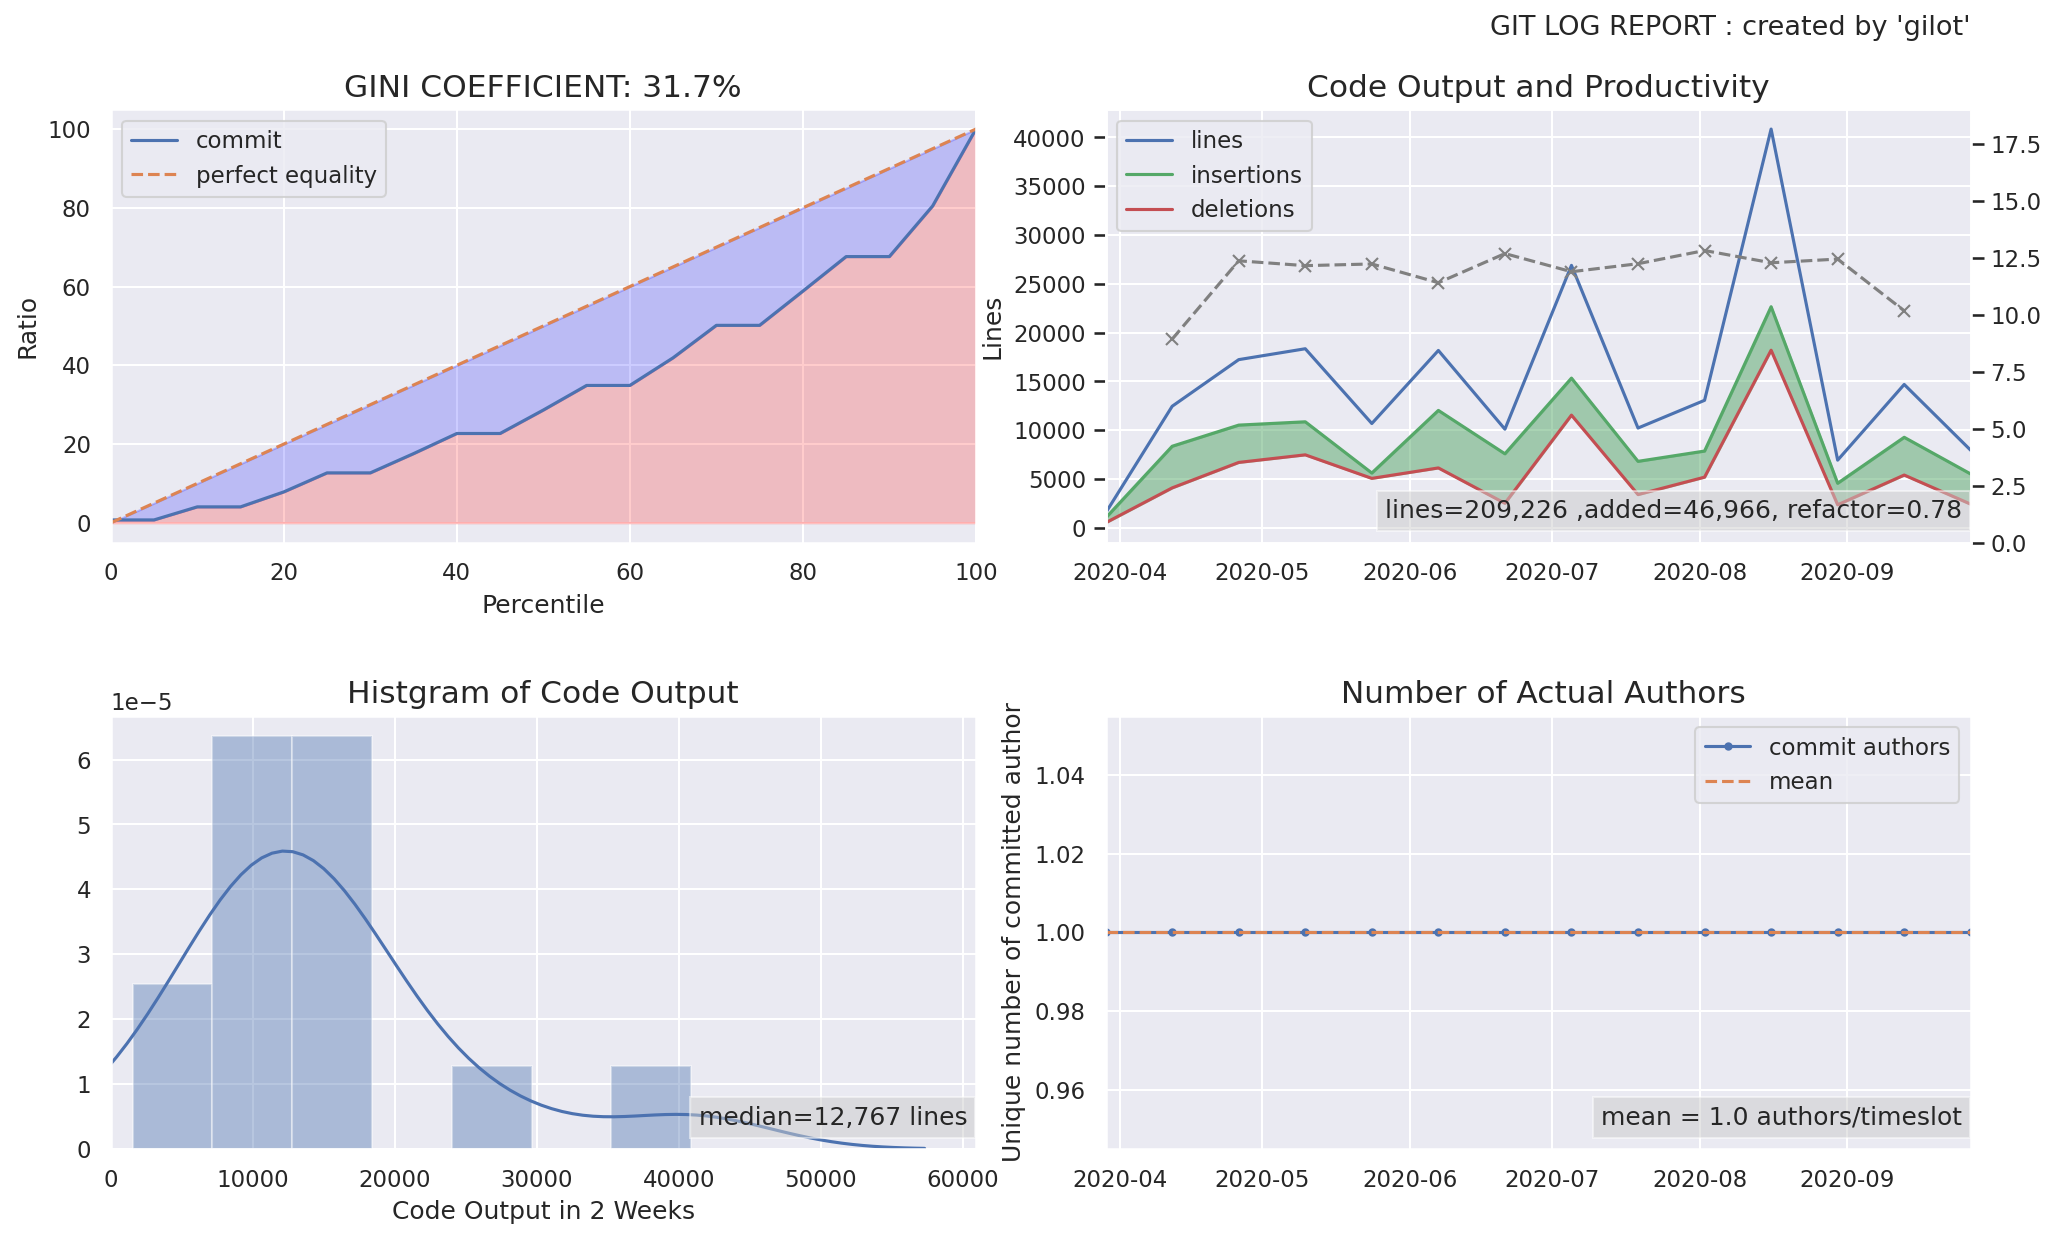 GIT LOG REPORT : created by 'gilot'
GINI COEFFICIENT: 31.7%
commit
perfect equality
100
80
60
40
20
0
Ratio
0 20 40 60 80 100
Percentile
Code Output and Productivity
lines
insertions
deletions
40000
35000
30000
25000
20000
15000
10000
5000
0
Lines
17.5
15.0
12.5
10.0
7.5
5.0
2.5
0.0
lines=209,226 ,added=46,966, refactor=0.78
2020-04 2020-05 2020-06 2020-07 2020-08 2020-09
Histgram of Code Output
1e−5
6
5
4
3
2
1
0
median=12,767 lines
0 10000 20000 30000 40000 50000 60000
Code Output in 2 Weeks
Number of Actual Authors
commit authors
mean
Unique number of committed author
1.04
1.02
1.00
0.98
0.96
mean = 1.0 authors/timeslot
2020-04 2020-05 2020-06 2020-07 2020-08 2020-09